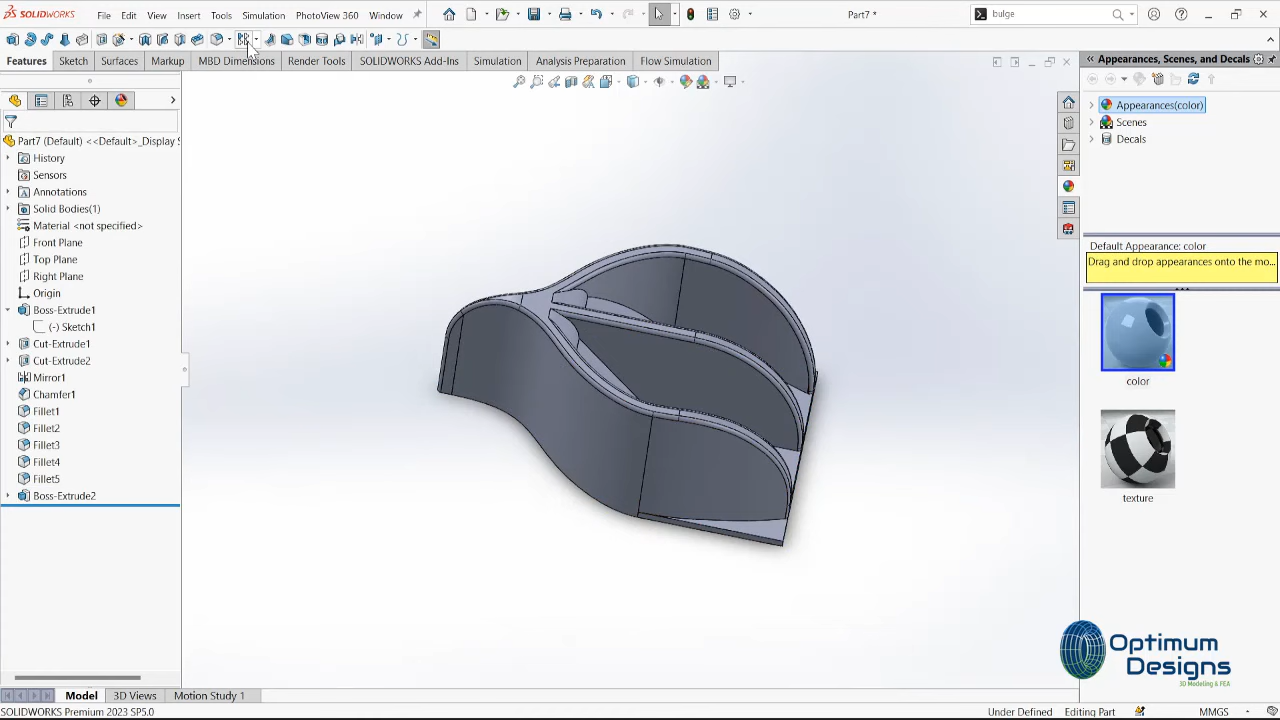 SOLIDWORKS
File Edit View Insert Tools Simulation PhotoView 360 Window
Part7 *
bulge
Features Sketch Surfaces Markup MBD Dimensions Render Tools SOLIDWORKS Add-Ins Simulation Analysis Preparation Flow Simulation
Appearances, Scenes, and Decals
Part7 (Default) <<Default>_Display S
History
Sensors
Annotations
Solid Bodies(1)
Material <not specified>
Front Plane
Top Plane
Right Plane
Origin
Boss-Extrude1
(-) Sketch1
Cut-Extrude1
Cut-Extrude2
Mirror1
Chamfer1
Fillet1
Fillet2
Fillet3
Fillet4
Fillet5
Boss-Extrude2
Appearances(color)
Scenes
Decals
Default Appearance: color
Drag and drop appearances onto the mo...
color
texture
Optimum
Designs
3D Modeling & FEA
Model 3D Views Motion Study 1
SOLIDWORKS Premium 2023 SP5.0
Under Defined Editing Part MMGS